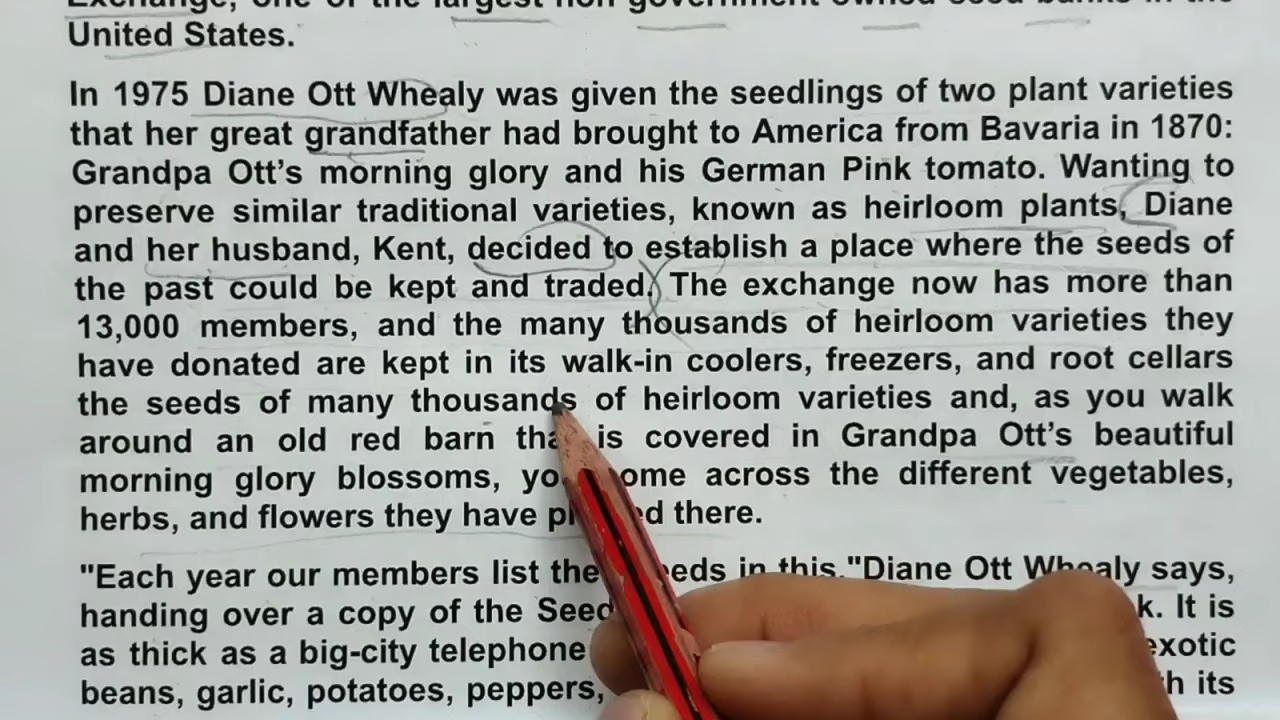 Exchange, one of the largest non government owned seed banks in the
United States.
In 1975 Diane Ott Whealy was given the seedlings of two plant varieties
that her great grandfather had brought to America from Bavaria in 1870:
Grandpa Ott's morning glory and his German Pink tomato. Wanting to
preserve similar traditional varieties, known as heirloom plants, Diane
and her husband, Kent, decided to establish a place where the seeds of
the past could be kept and traded. The exchange now has more than
13,000 members, and the many thousands of heirloom varieties they
have donated are kept in its walk-in coolers, freezers, and root cellars
the seeds of many thousands of heirloom varieties and, as you walk
around an old red barn that is covered in Grandpa Ott's beautiful
morning glory blossoms, you come across the different vegetables,
herbs, and flowers they have planted there.
"Each year our members list their seeds in this,"Diane Ott Whealy says,
handing over a copy of the Seed k. It is
as thick as a big-city telephone exotic
beans, garlic, potatoes, peppers, its